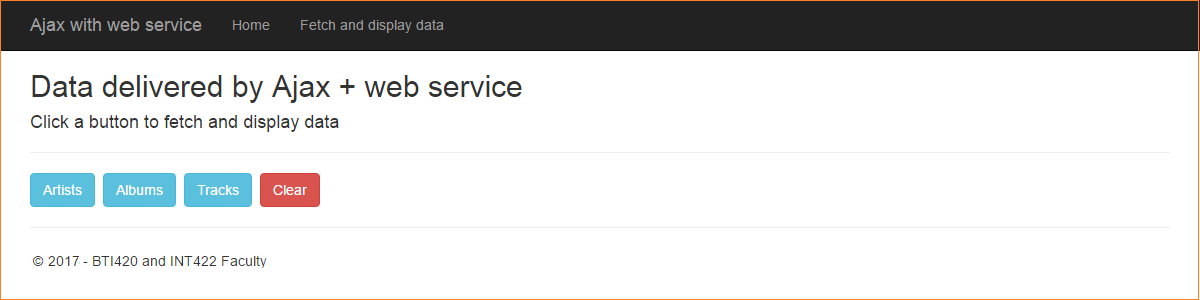 Ajax with web service Home Fetch and display data
Data delivered by Ajax + web service
Click a button to fetch and display data
Artists Albums Tracks Clear
© 2017 - BTI420 and INT422 Faculty